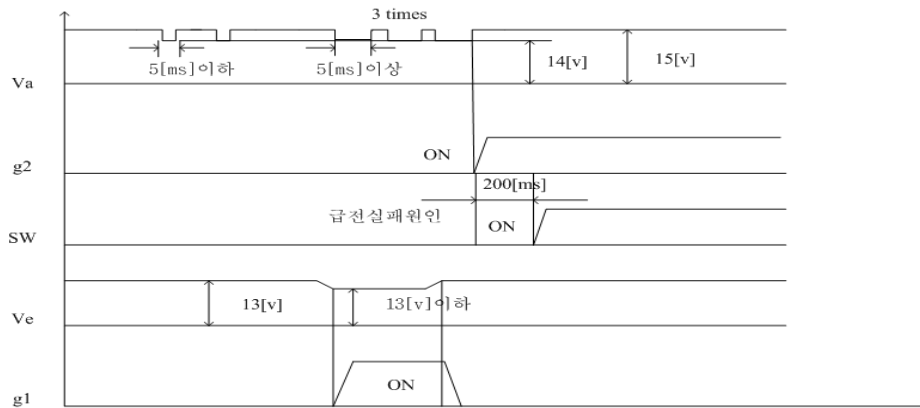 3 times
5[ms]이하
5[ms]이상
14[v]
15[v]
Va
ON
g2
200[ms]
급전실패원인
ON
SW
13[v]
13[v]이하
Ve
ON
g1